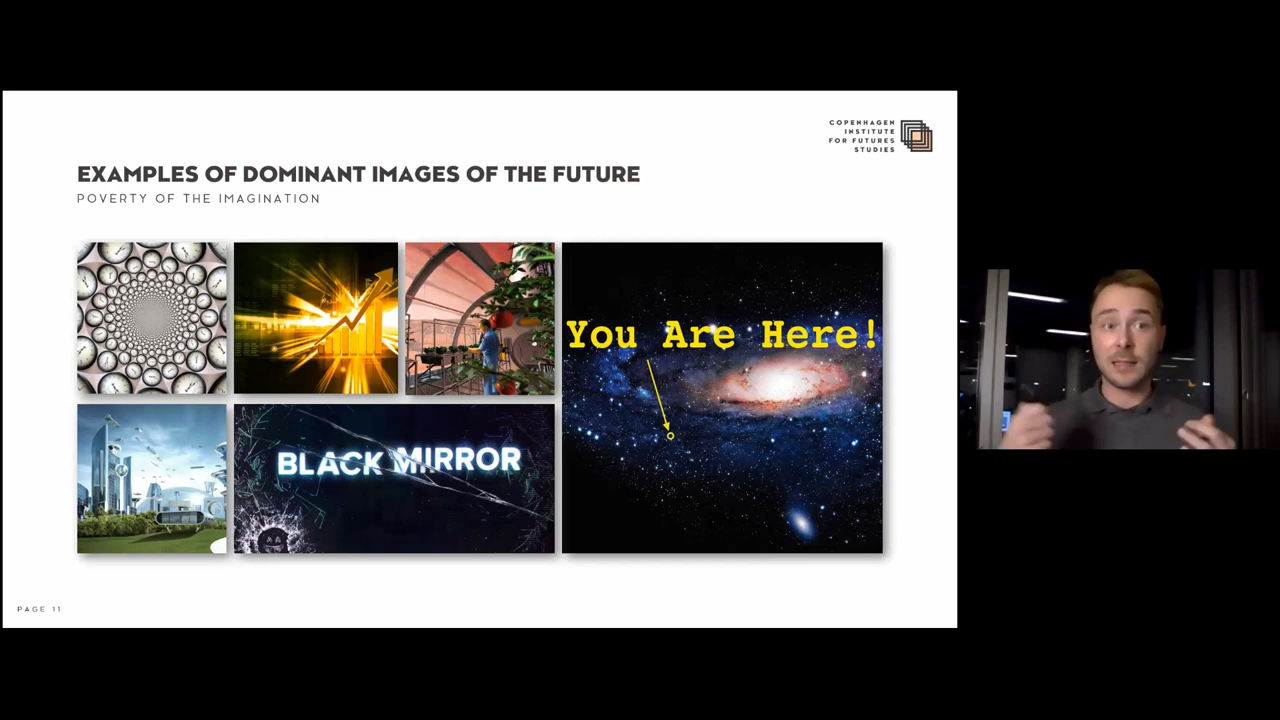 COPENHAGEN
INSTITUTE
FOR FUTURES
STUDIES
EXAMPLES OF DOMINANT IMAGES OF THE FUTURE
POVERTY OF THE IMAGINATION
You Are Here!
BLACK MIRROR
PAGE 11